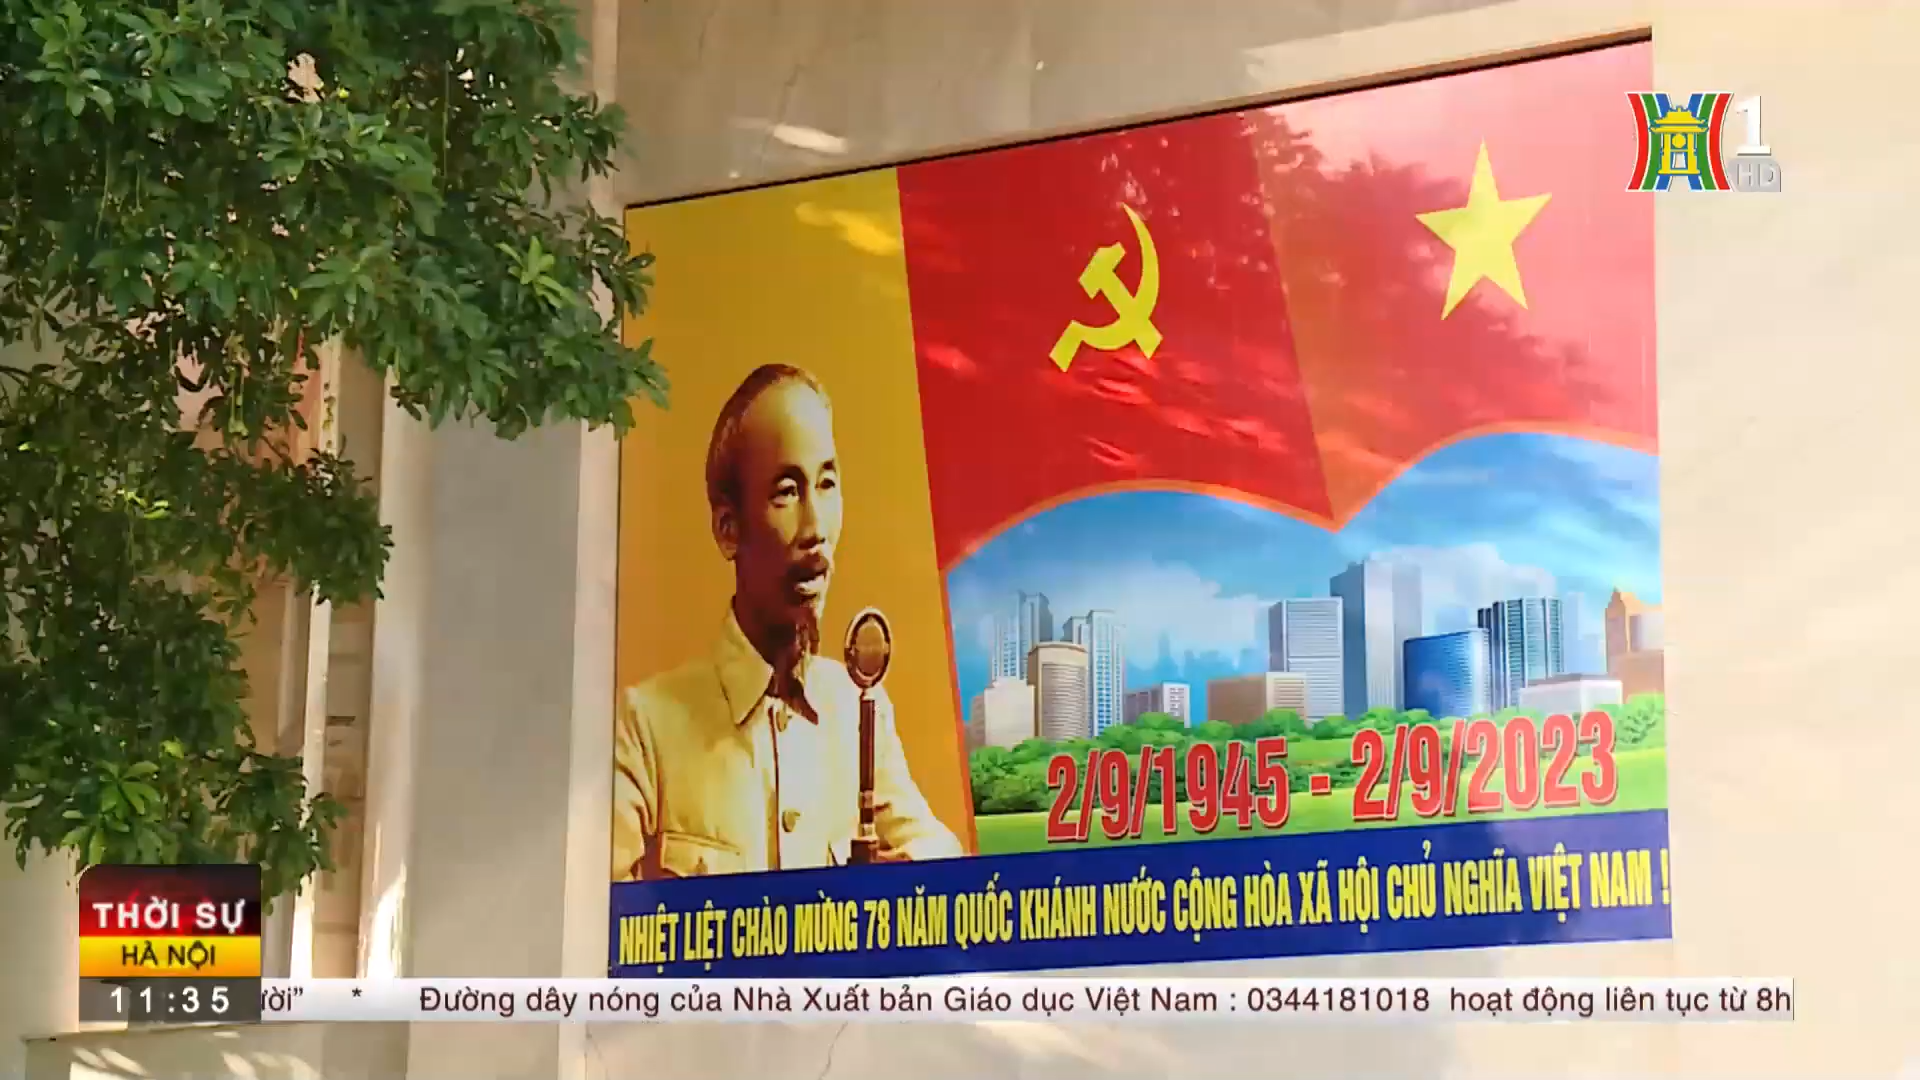 1
HD
2/9/1945 - 2/9/2023
NHIỆT LIỆT CHÀO MỪNG 78 NĂM QUỐC KHÁNH NƯỚC CỘNG HÒA XÃ HỘI CHỦ NGHĨA VIỆT NAM !
THỜI SỰ
HÀ NỘI
11:35 ười” * Đường dây nóng của Nhà Xuất bản Giáo dục Việt Nam : 0344181018 hoạt động liên tục từ 8h